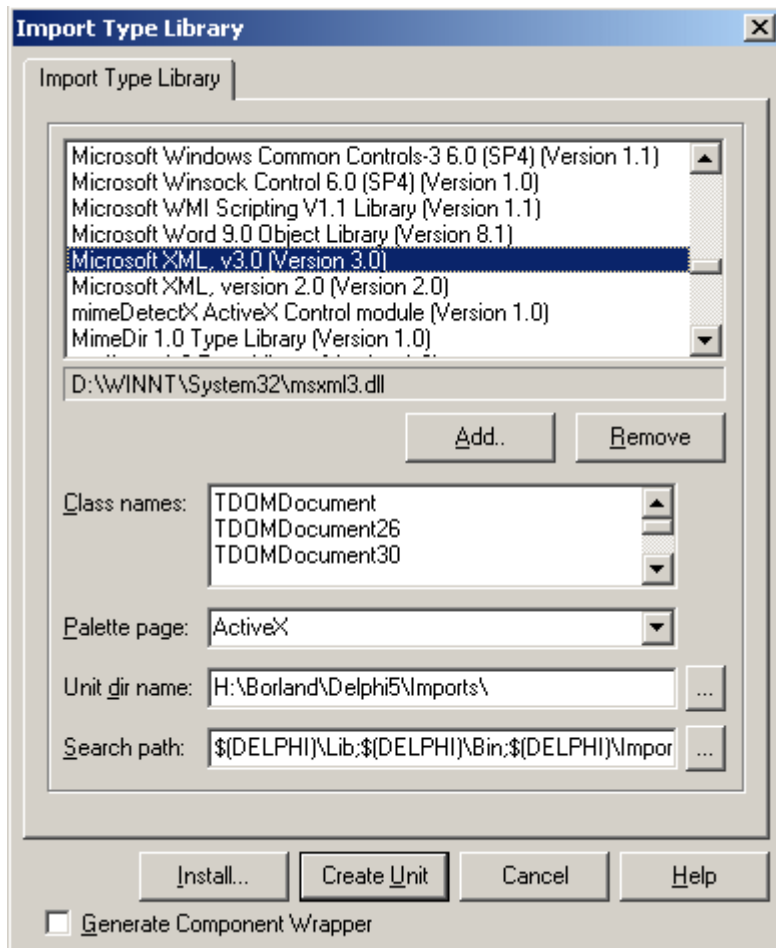 Import Type Library
Import Type Library
Microsoft Windows Common Controls-3 6.0 (SP4) (Version 1.1)
Microsoft Winsock Control 6.0 (SP4) (Version 1.0)
Microsoft WMI Scripting V1.1 Library (Version 1.1)
Microsoft Word 9.0 Object Library (Version 8.1)
Microsoft XML, v3.0 (Version 3.0)
Microsoft XML, version 2.0 (Version 2.0)
mimeDetectX ActiveX Control module (Version 1.0)
MimeDir 1.0 Type Library (Version 1.0)
D:\WINNT\System32\msxml3.dll
Add.. Remove
Class names: TDOMDocument
TDOMDocument26
TDOMDocument30
Palette page: ActiveX
Unit dir name: H:\Borland\Delphi5\Imports\ ...
Search path: $(DELPHI)\Lib;$(DELPHI)\Bin;$(DELPHI)\Impor ...
Install... Create Unit Cancel Help
Generate Component Wrapper